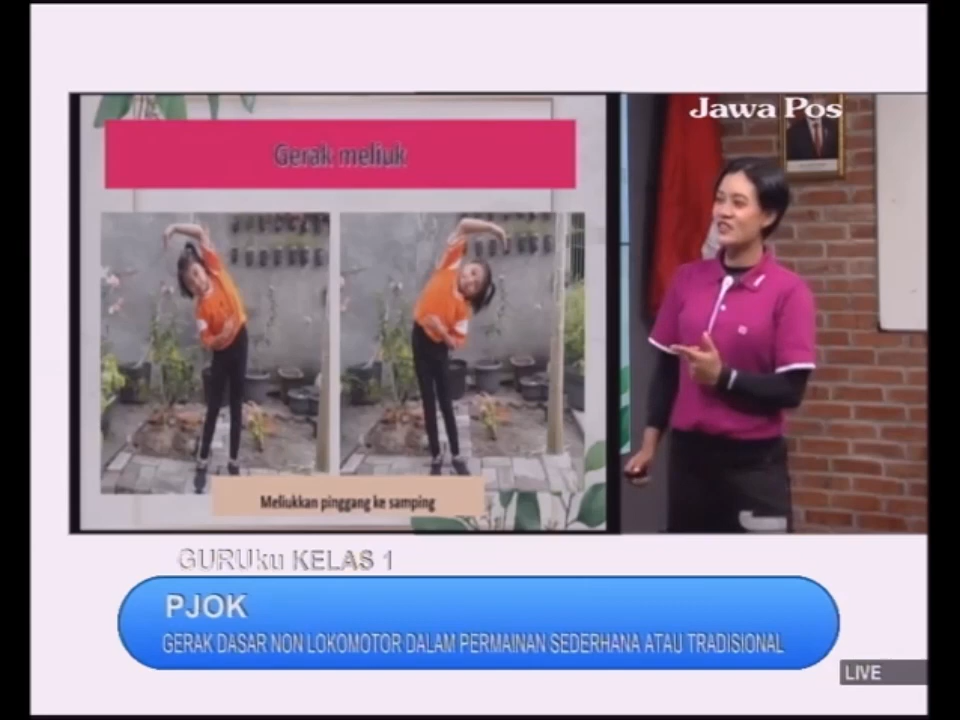 Jawa Pos
Gerak meliuk
Meliukkan pinggang ke samping
GURUku KELAS 1
PJOK
GERAK DASAR NON LOKOMOTOR DALAM PERMAINAN SEDERHANA ATAU TRADISIONAL
LIVE